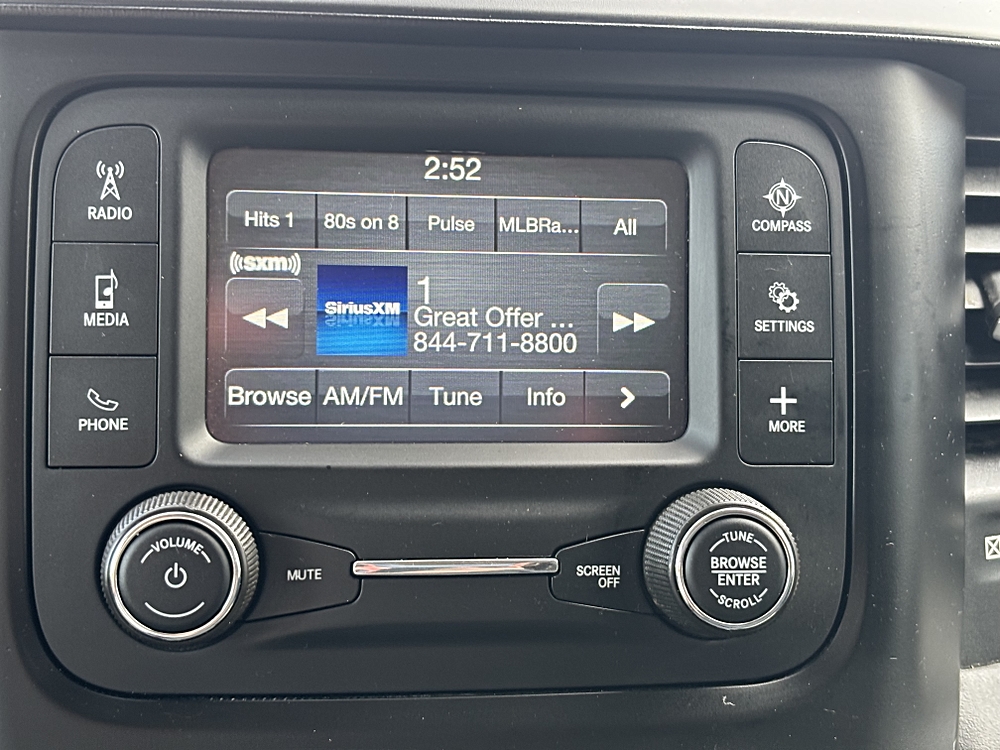 2:52
Hits 1
80s on 8
Pulse
MLBRa...
All
((sxm))
SiriusXM
1
Great Offer ...
844-711-8800
Browse
AM/FM
Tune
Info
RADIO
MEDIA
PHONE
N
COMPASS
SETTINGS
MORE
VOLUME
MUTE
SCREEN
OFF
TUNE
BROWSE
ENTER
SCROLL